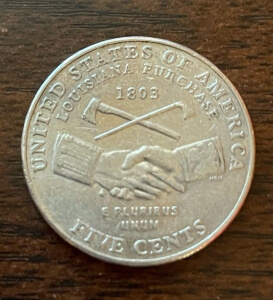 UNITED STATES OF AMERICA
LOUISIANA PURCHASE
1803
E PLURIBUS
UNUM
FIVE CENTS